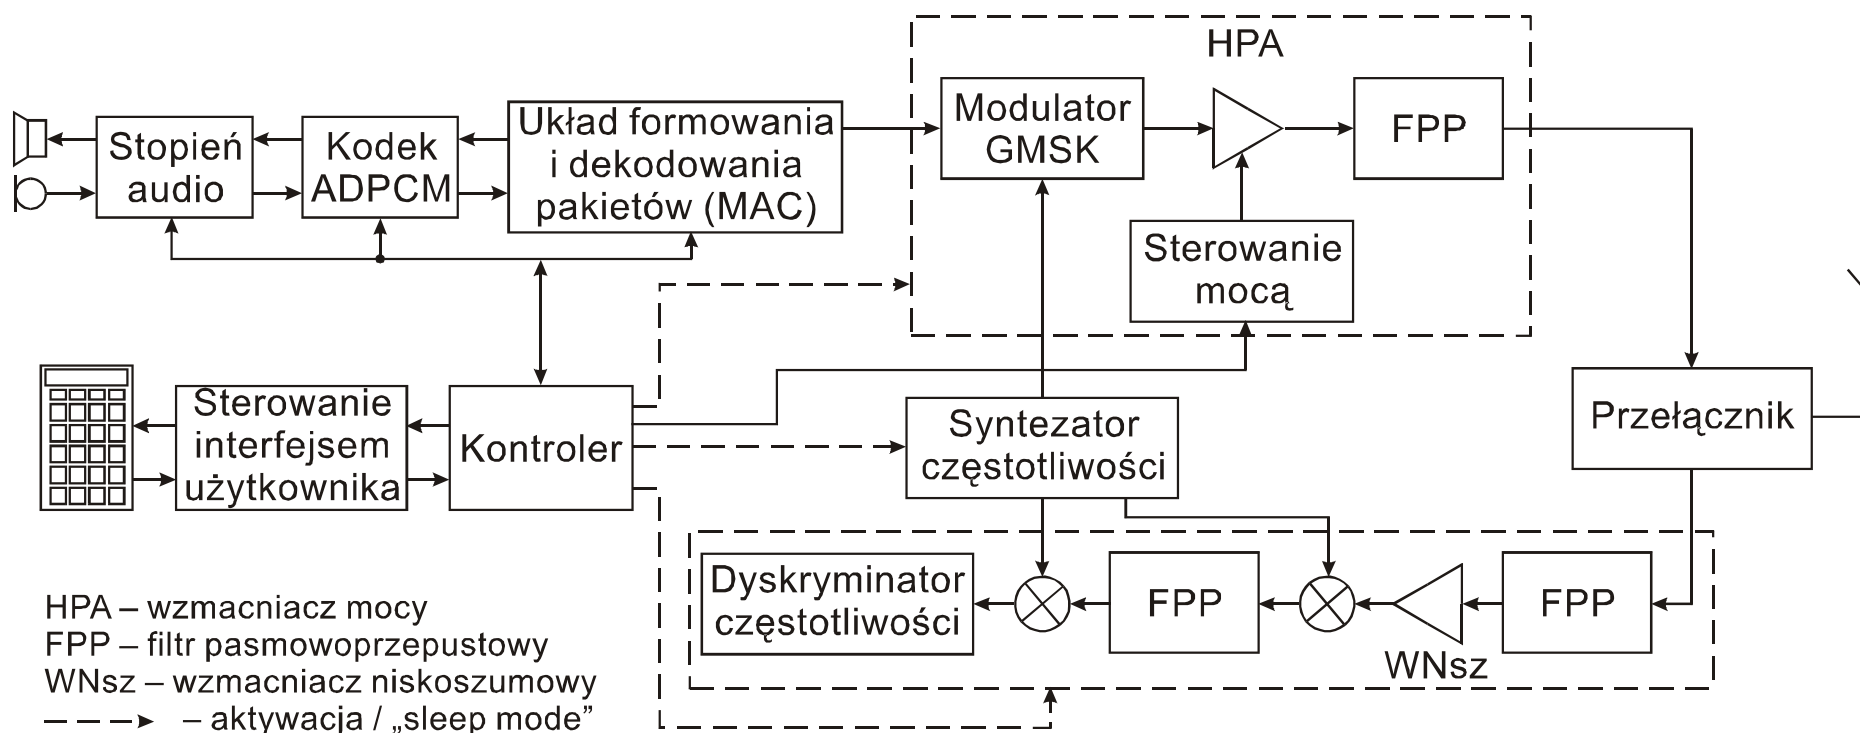 HPA
Stopień
audio
Kodek
ADPCM
Układ formowania
i dekodowania
pakietów (MAC)
Modulator
GMSK
FPP
Sterowanie
mocą
Sterowanie
interfejsem
użytkownika
Kontroler
Syntezator
częstotliwości
Przełącznik
Dyskryminator
częstotliwości
FPP
FPP
WNsz
HPA – wzmacniacz mocy
FPP – filtr pasmowoprzepustowy
WNsz – wzmacniacz niskoszumowy
– aktywacja / „sleep mode”